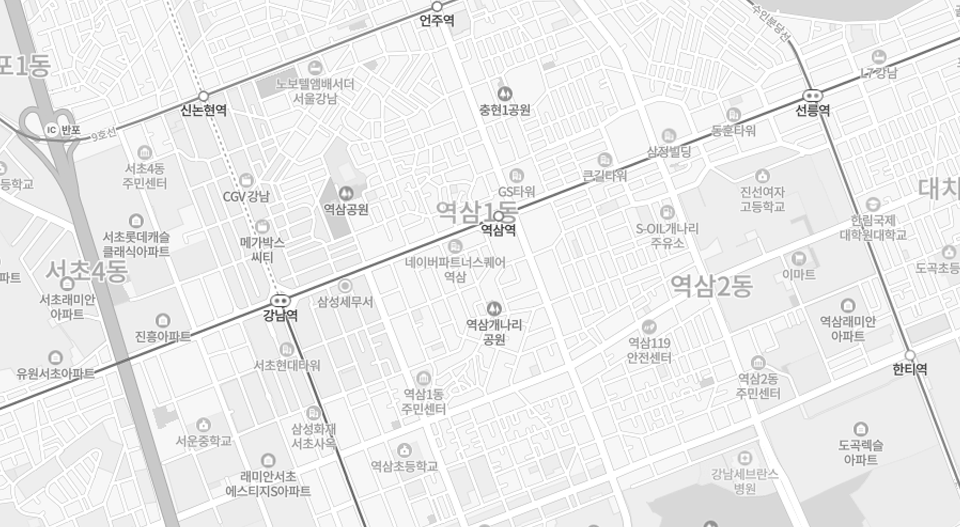 언주역
수인분당선
포1동
노보텔앰배서더
서울강남
L7강남
신논현역
충현1공원
선릉역
IC 반포
9호선
동훈타워
서초4동
주민센터
삼정빌딩
큰길타워
CGV 강남
역삼공원
GS타워
진선여자
고등학교
등학교
대치
역삼1동
역삼역
한림국제
대학원대학교
S-OIL개나리
주유소
서초롯데캐슬
클래식아파트
메가박스
씨티
네이버파트너스퀘어
역삼
이마트
도곡초등
서초4동
파트
역삼2동
서초래미안
아파트
삼성세무서
강남역
역삼개나리
공원
역삼래미안
아파트
진흥아파트
역삼119
안전센터
유원서초아파트
서초현대타워
한티역
역삼1동
주민센터
역삼2동
주민센터
삼성화재
서초사옥
서운중학교
도곡렉슬
아파트
역삼초등학교
래미안서초
에스티지S아파트
강남세브란스
병원